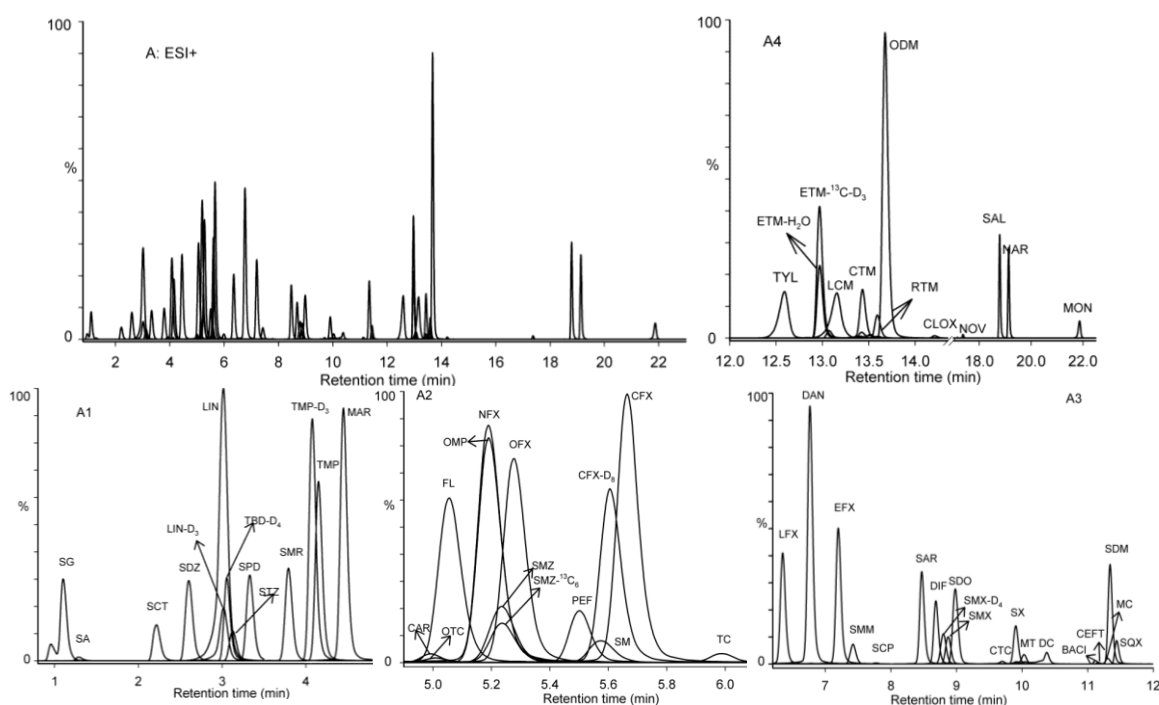 100
A: ESI+
%
0
2 4 6 8 10 12 14 16 18 20 22
Retention time (min)
100
A4
ODM
%
ETM-¹³C-D₃
ETM-H₂O
TYL
LCM
CTM
RTM
CLOX
NOV
SAL
NAR
MON
0
12.0 12.5 13.0 13.6 14.0 18.0 20.0 22.0
Retention time (min)
100
A1
LIN
TMP-D₃
MAR
TMP
LIN-D₃
TBD-D₄
%
SG
SA
SCT
SDZ
SPD
STZ
SMR
0
1 2 3 4
Retention time (min)
100
A2
NFX
CFX
OMP
OFX
FL
CFX-D₈
%
SMZ
SMZ-¹³C₆
PEF
CAR
OTC
SM
TC
0
5.0 5.2 5.4 5.6 5.8 6.0
Retention time (min)
100
A3
DAN
%
LFX
EFX
SAR
DIF
SDO
SMX-D₄
SMX
SMM
SCP
SX
CTC
MT
DC
BACI
CEFT
SDM
MC
SQX
0
7 8 9 10 11 12
Retention time (min)